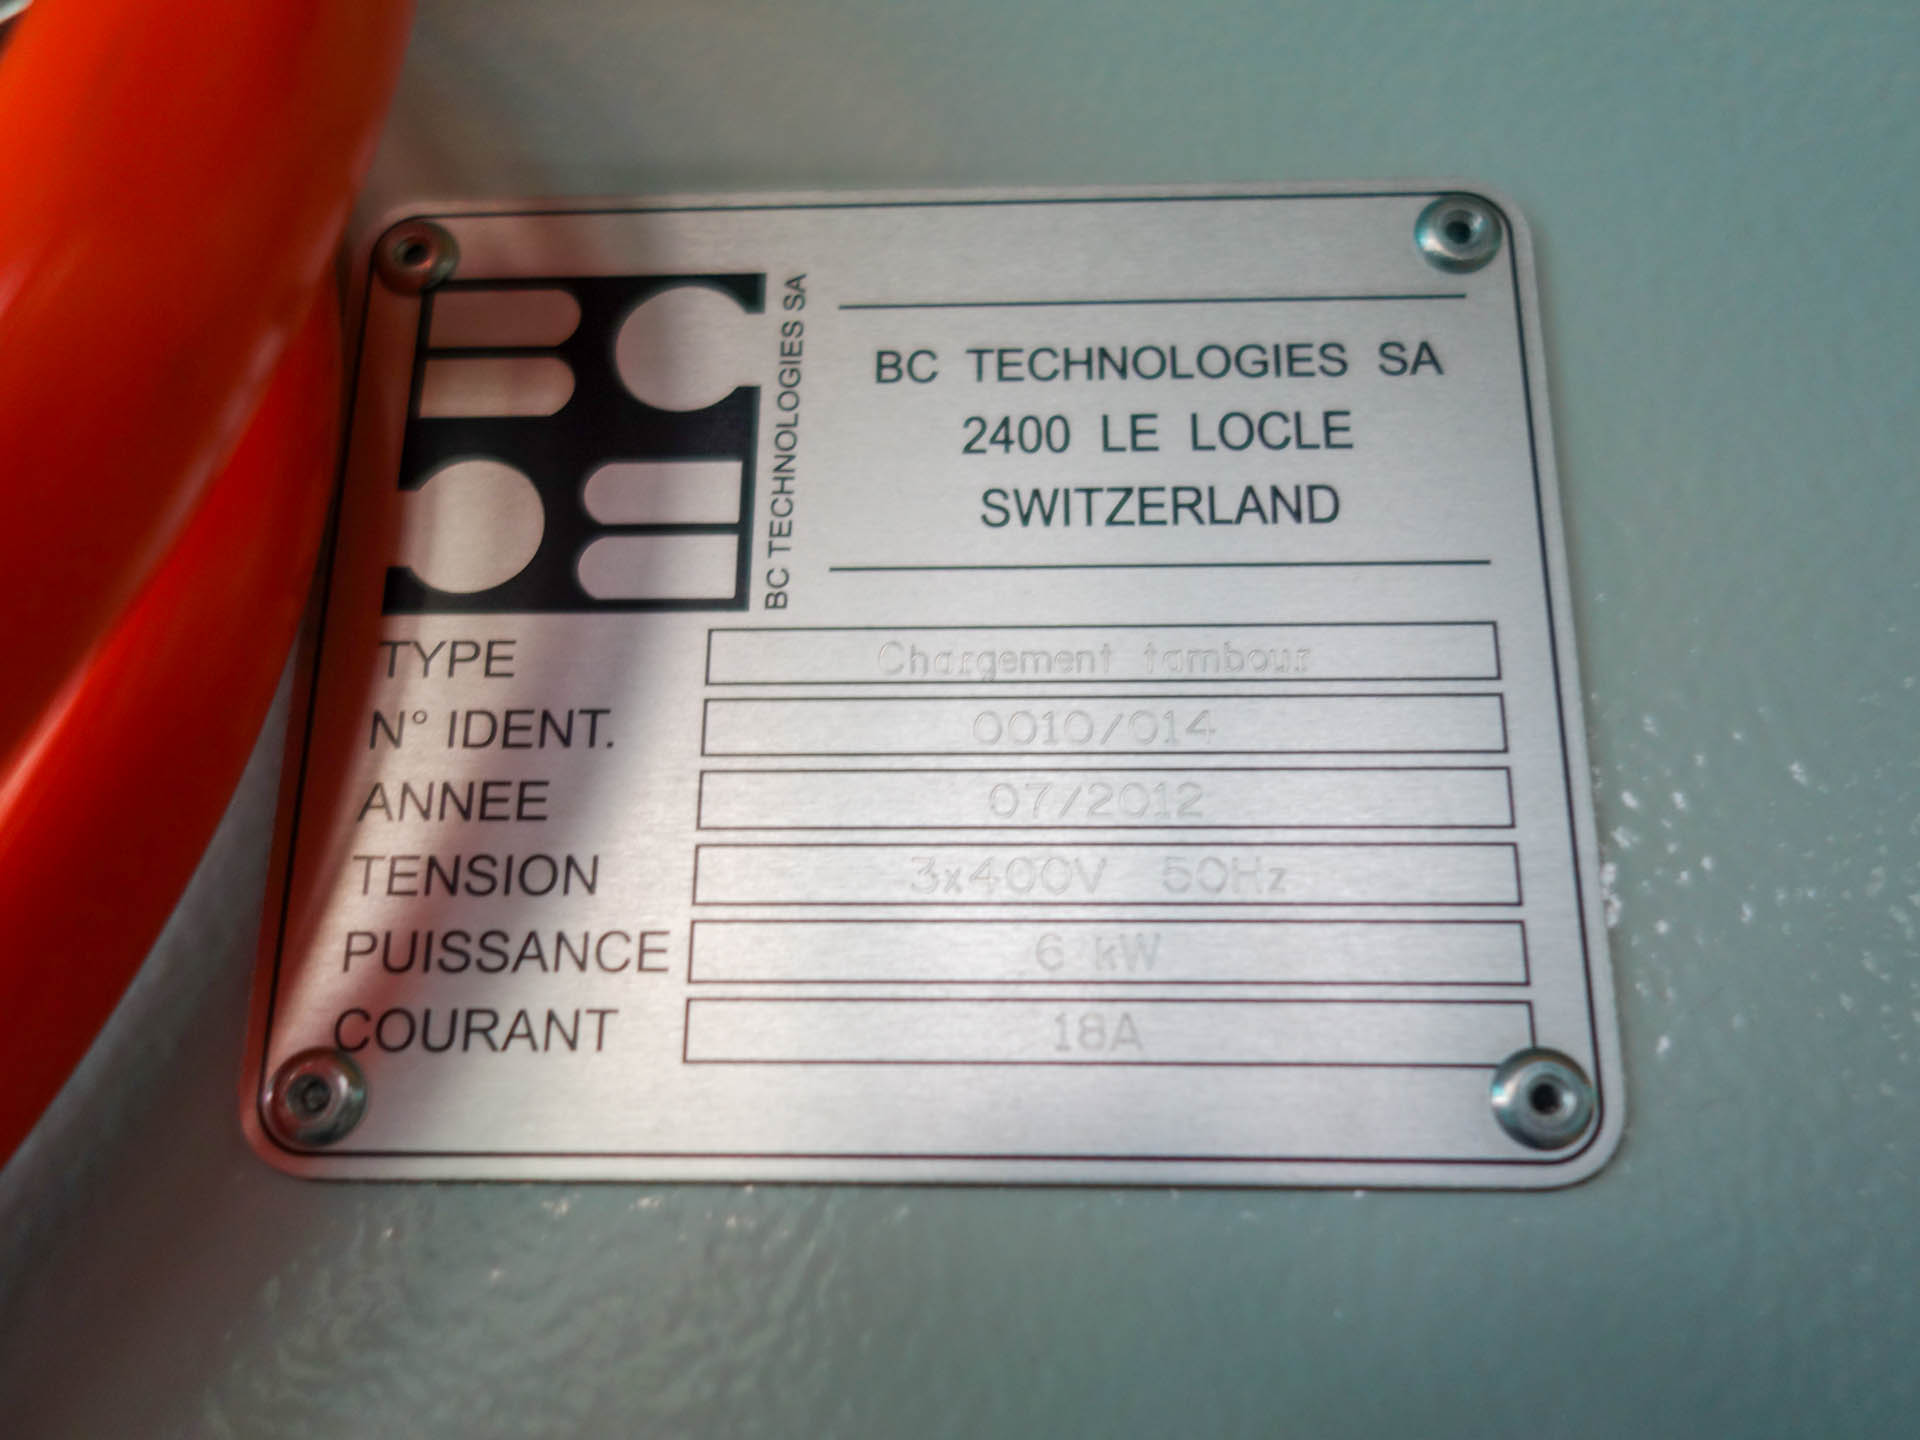 BC TECHNOLOGIES SA
BC TECHNOLOGIES SA
2400 LE LOCLE
SWITZERLAND
TYPE Chargement tambour
N° IDENT. 0010/014
ANNEE 07/2012
TENSION 3x400V 50Hz
PUISSANCE 6 kW
COURANT 18A